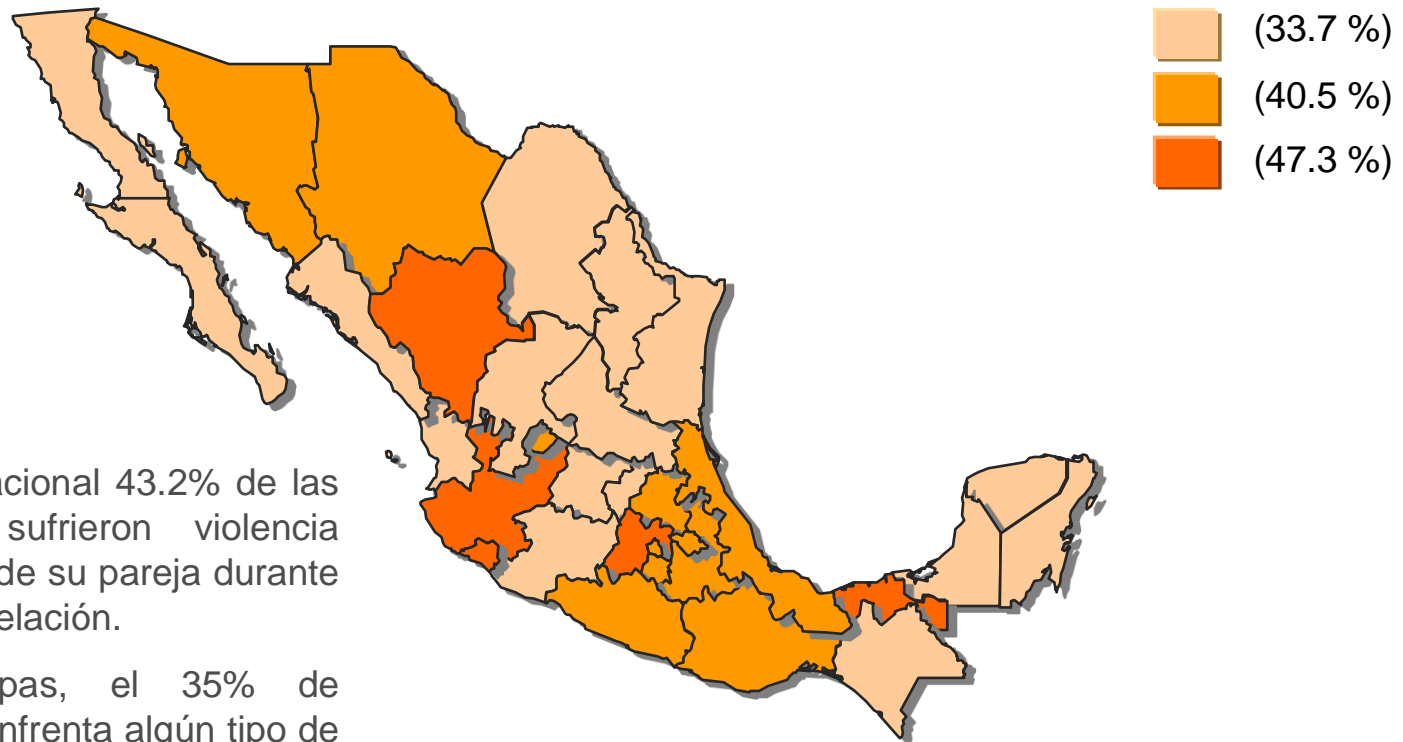 (33.7 %)
(40.5 %)
(47.3 %)
acional 43.2% de las
sufrieron violencia
de su pareja durante
elación.
pas, el 35% de
nfrenta algún tipo de